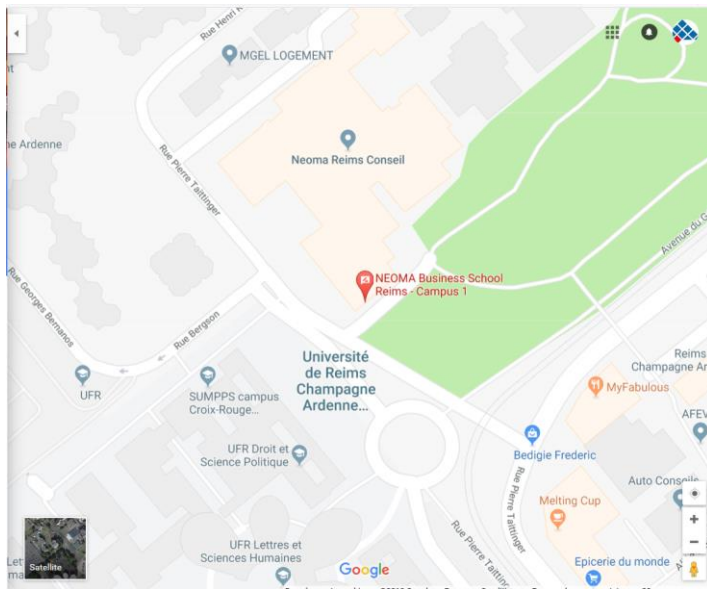 Rue Henri K
MGEL LOGEMENT
ne Ardenne
Neoma Reims Conseil
Rue Pierre Taittinger
Avenue du G
NEOMA Business School
Reims - Campus 1
Rue Georges Bernanos
Rue Bergson
Université
de Reims
Champagne
Ardenne...
Reims
Champagne Ar
UFR
SUMPPS campus
Croix-Rouge...
MyFabulous
AFEV
UFR Droit et
Science Politique
Bedigie Frederic
Rue Pierre Taittinger
Auto Conseils
Melting Cup
Rue Pierre Taittinger
UFR Lettres et
Sciences Humaines
Epicerie du monde
Satellite
Google